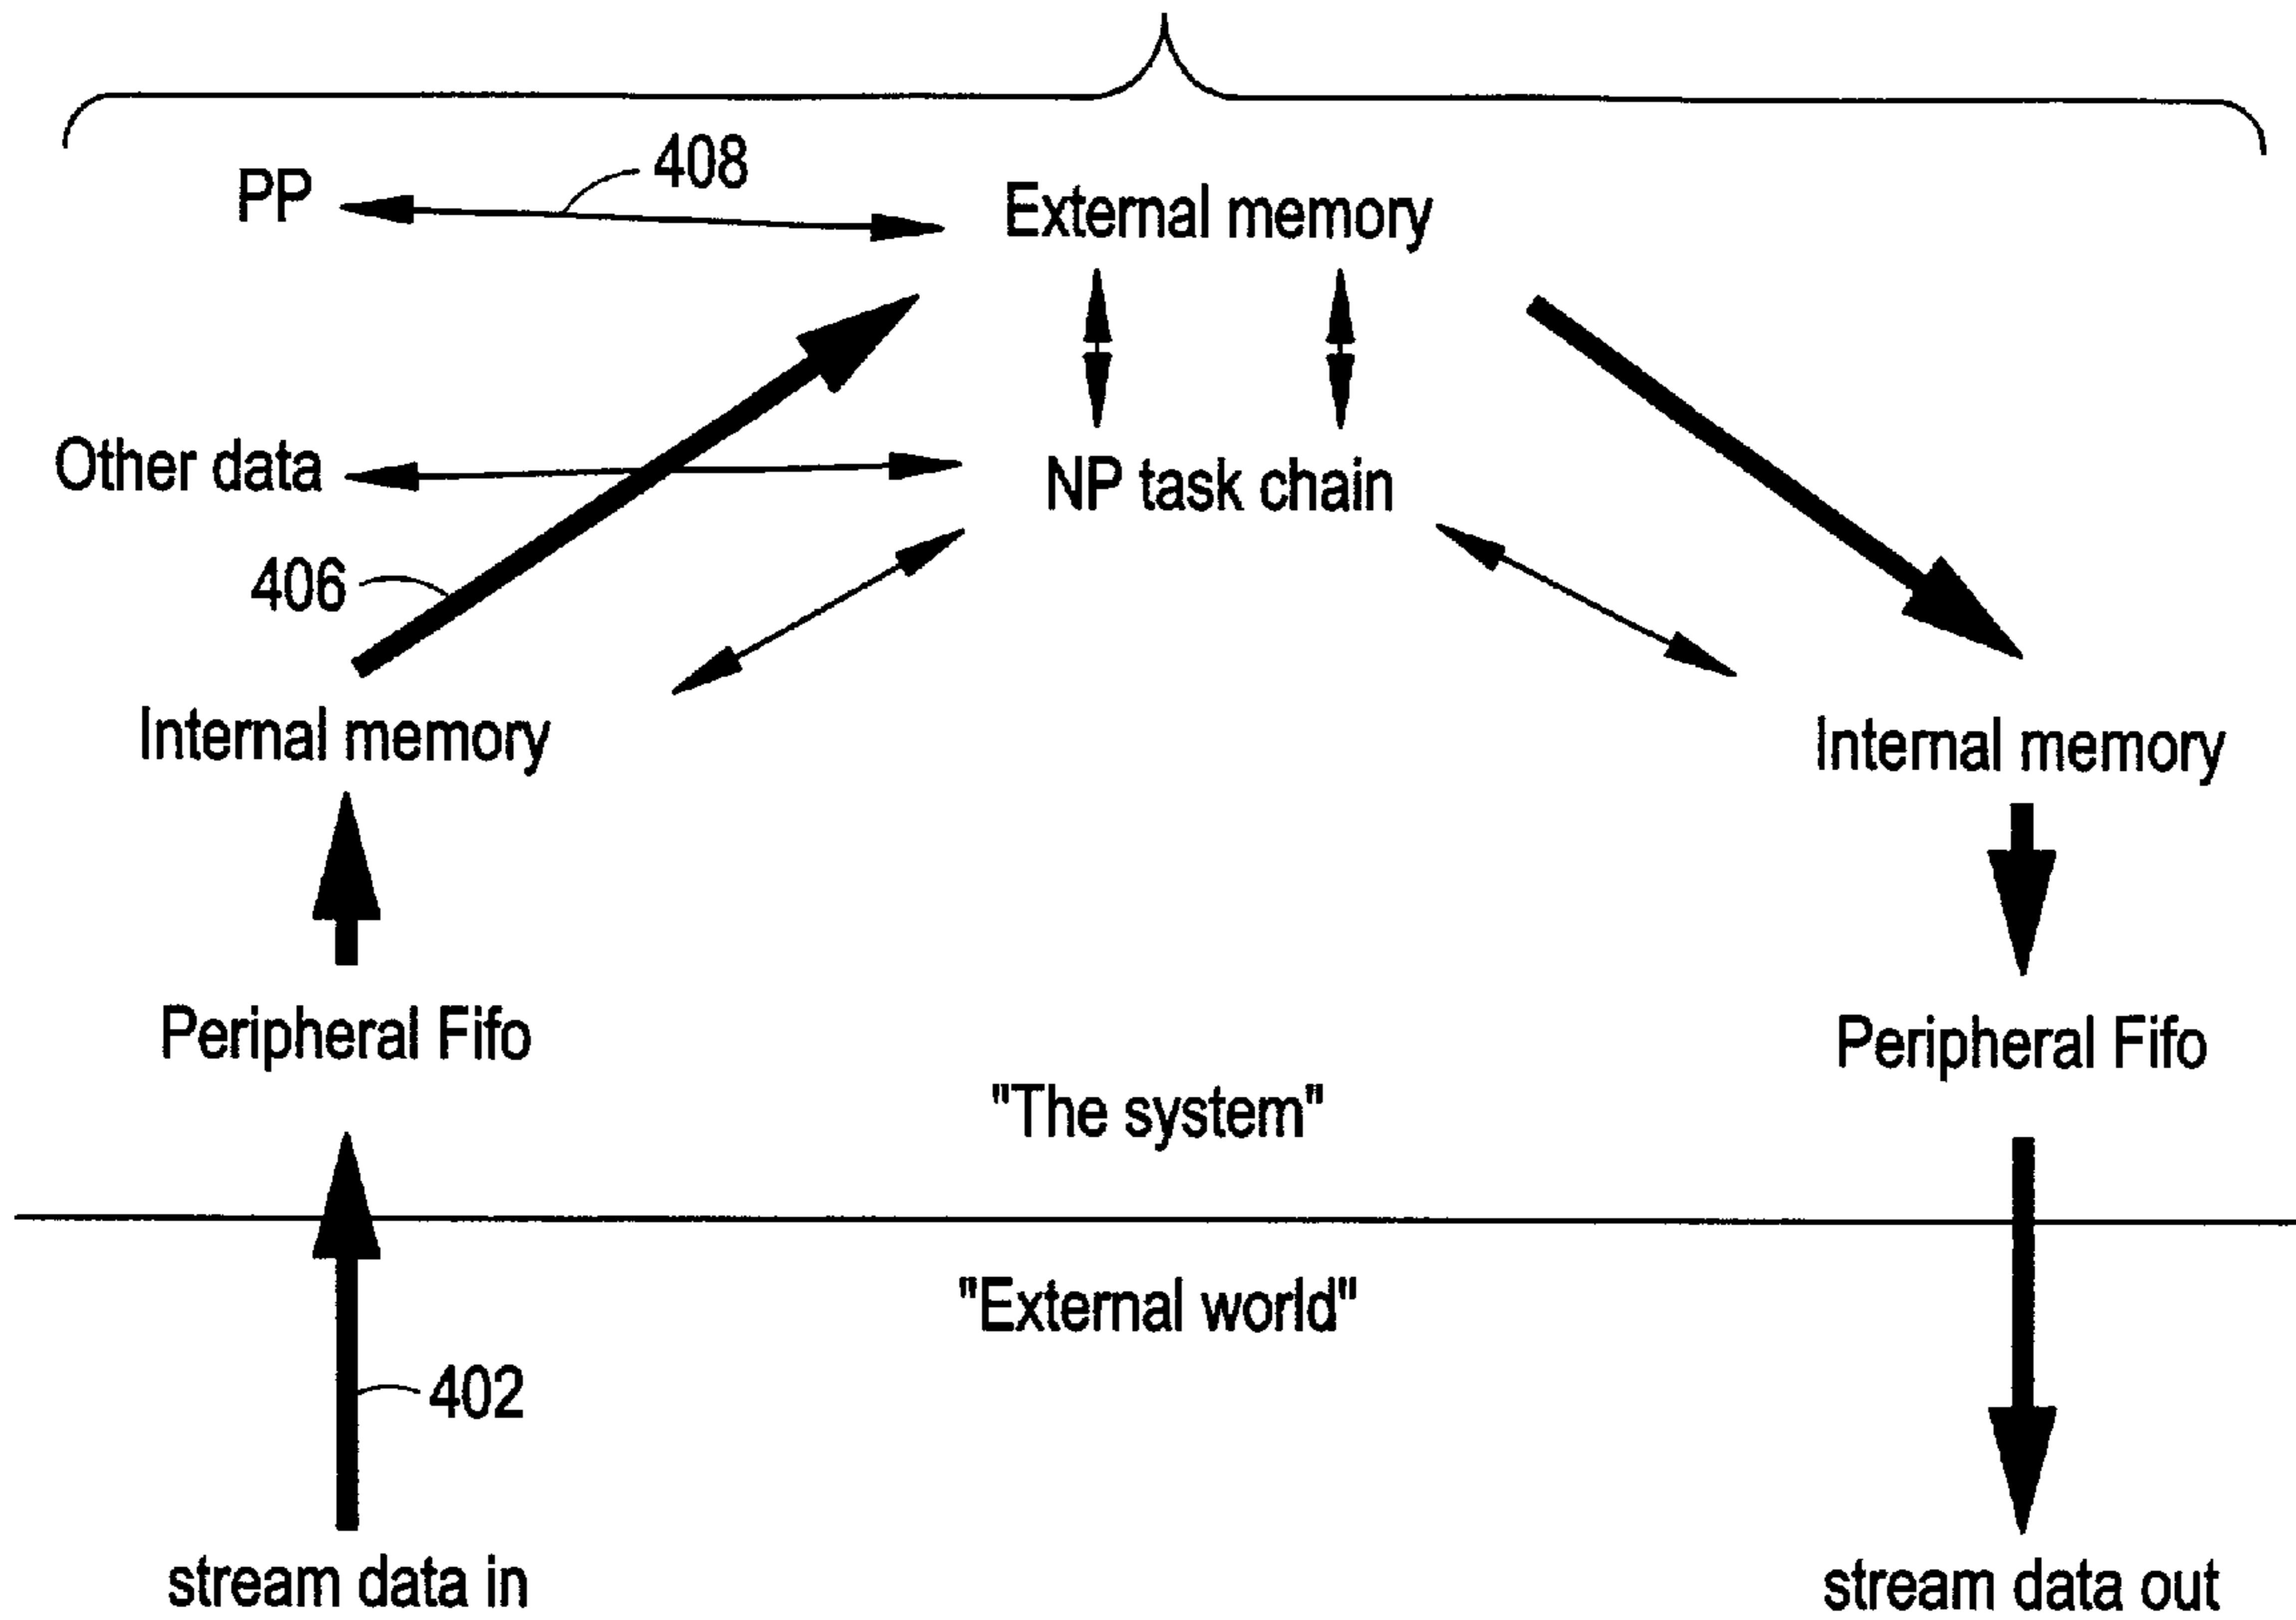 408
PP
External memory
Other data
NP task chain
406
Internal memory
Internal memory
Peripheral Fifo
Peripheral Fifo
"The system"
"External world"
402
stream data in
stream data out